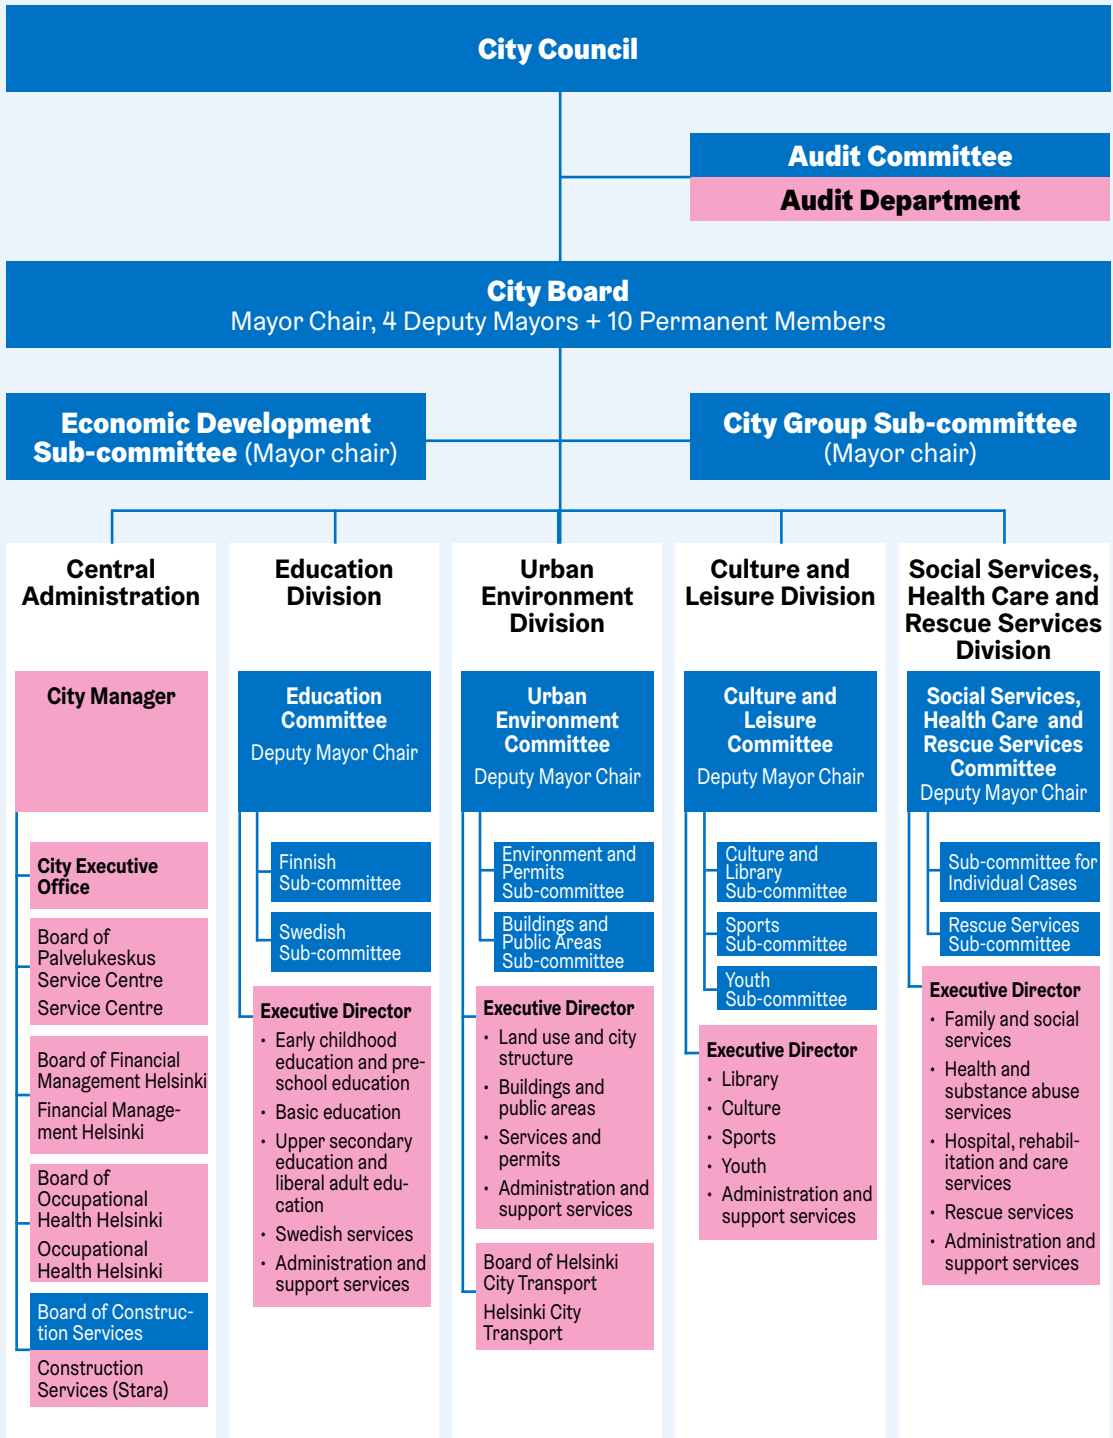 City Council
Audit Committee
Audit Department
City Board
Mayor Chair, 4 Deputy Mayors + 10 Permanent Members
Economic Development
Sub-committee (Mayor chair)
City Group Sub-committee
(Mayor chair)
Central
Administration
City Manager
City Executive
Office
Board of
Palvelukeskus
Service Centre
Service Centre
Board of Financial
Management Helsinki
Financial Manage-
ment Helsinki
Board of
Occupational
Health Helsinki
Occupational
Health Helsinki
Board of Construc-
tion Services
Construction
Services (Stara)
Education
Division
Education
Committee
Deputy Mayor Chair
Finnish
Sub-committee
Swedish
Sub-committee
Executive Director
• Early childhood
education and pre-
school education
• Basic education
• Upper secondary
education and
liberal adult edu-
cation
• Swedish services
• Administration and
support services
Urban
Environment
Division
Urban
Environment
Committee
Deputy Mayor Chair
Environment and
Permits
Sub-committee
Buildings and
Public Areas
Sub-committee
Executive Director
• Land use and city
structure
• Buildings and
public areas
• Services and
permits
• Administration and
support services
Board of Helsinki
City Transport
Helsinki City
Transport
Culture and
Leisure Division
Culture and
Leisure
Committee
Deputy Mayor Chair
Culture and
Library
Sub-committee
Sports
Sub-committee
Youth
Sub-committee
Executive Director
• Library
• Culture
• Sports
• Youth
• Administration and
support services
Social Services,
Health Care and
Rescue Services
Division
Social Services,
Health Care and
Rescue Services
Committee
Deputy Mayor Chair
Sub-committee for
Individual Cases
Rescue Services
Sub-committee
Executive Director
• Family and social
services
• Health and
substance abuse
services
• Hospital, rehabil-
itation and care
services
• Rescue services
• Administration and
support services